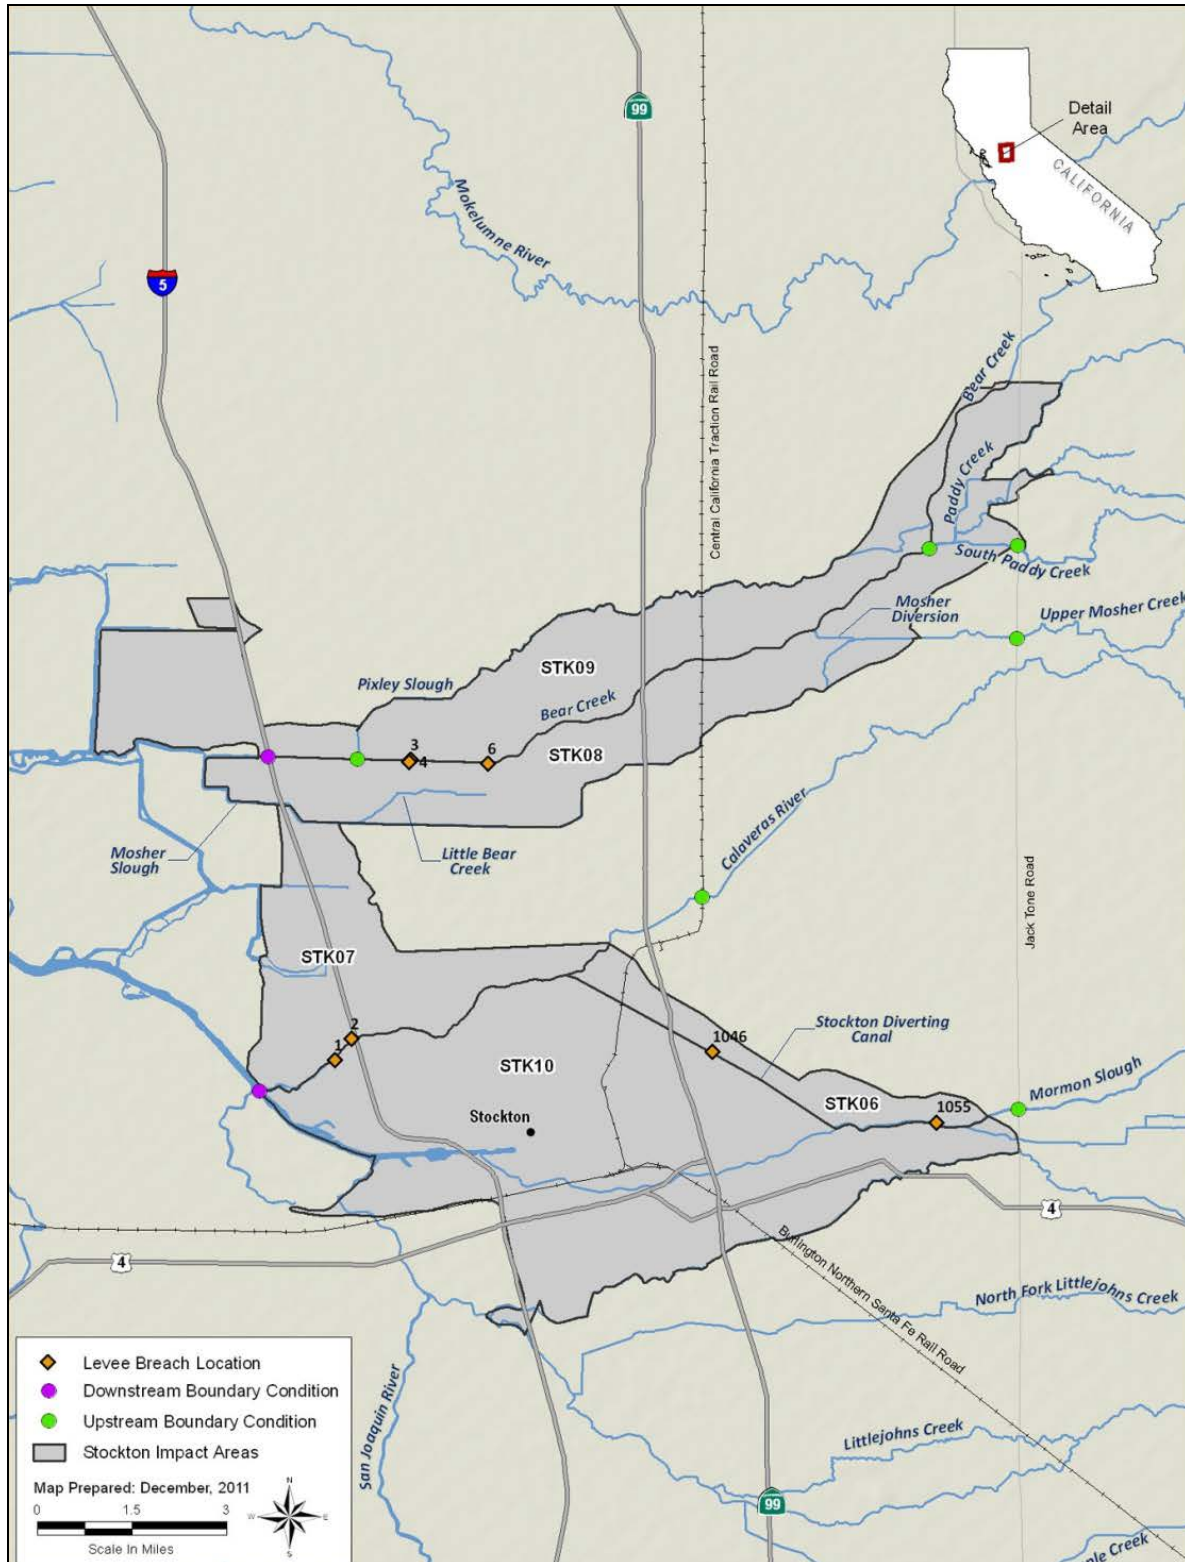 99
Detail
Area
CALIFORNIA
Mokelumne River
5
Bear Creek
Central California Traction Rail Road
Paddy Creek
South Paddy Creek
Mosher
Diversion
Upper Mosher Creek
STK09
Pixley Slough
Bear Creek
3
4
6
STK08
Calaveras River
Mosher
Slough
Little Bear
Creek
Jack Tone Road
STK07
2
1
1046
Stockton Diverting
Canal
STK10
STK06
Mormon Slough
1055
Stockton
4
4
Burlington Northern Santa Fe Rail Road
North Fork Littlejohns Creek
San Joaquin River
Littlejohns Creek
99
ple Creek
Levee Breach Location
Downstream Boundary Condition
Upstream Boundary Condition
Stockton Impact Areas
Map Prepared: December, 2011
0 1.5 3
Scale In Miles
N
W E
S